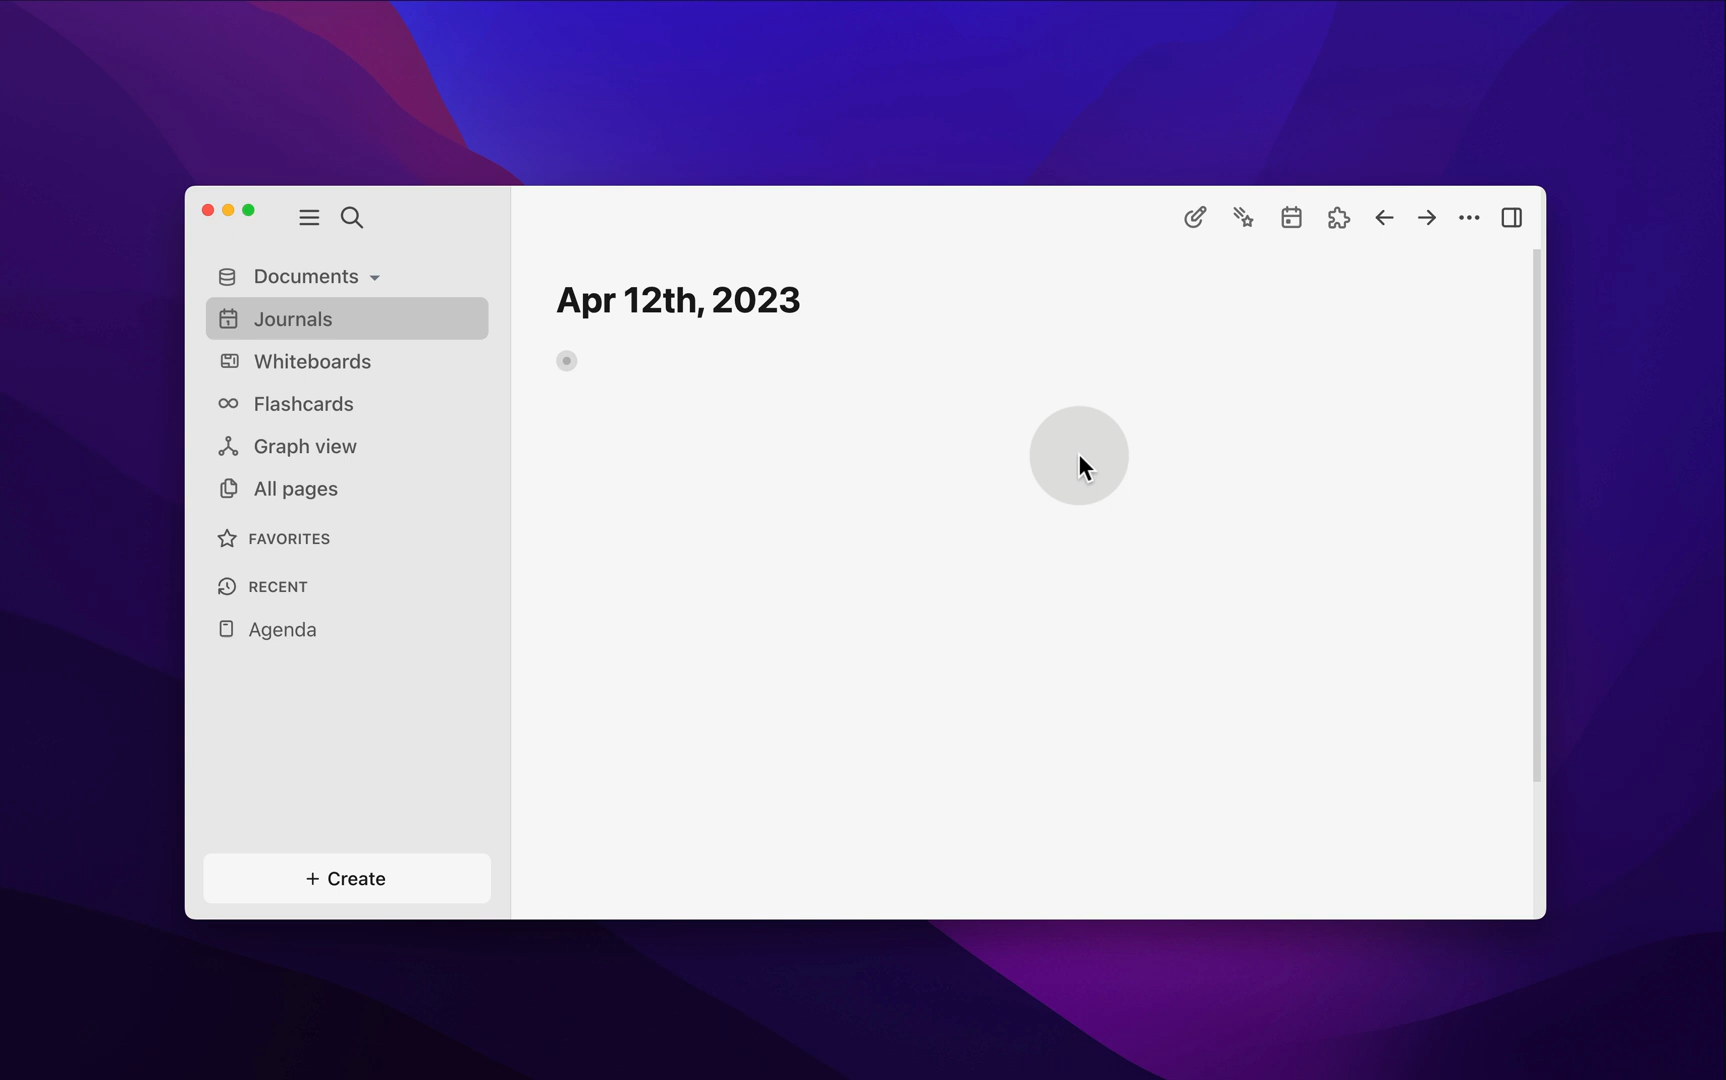 Documents
Journals
Whiteboards
Flashcards
Graph view
All pages
FAVORITES
RECENT
Agenda
+ Create
Apr 12th, 2023